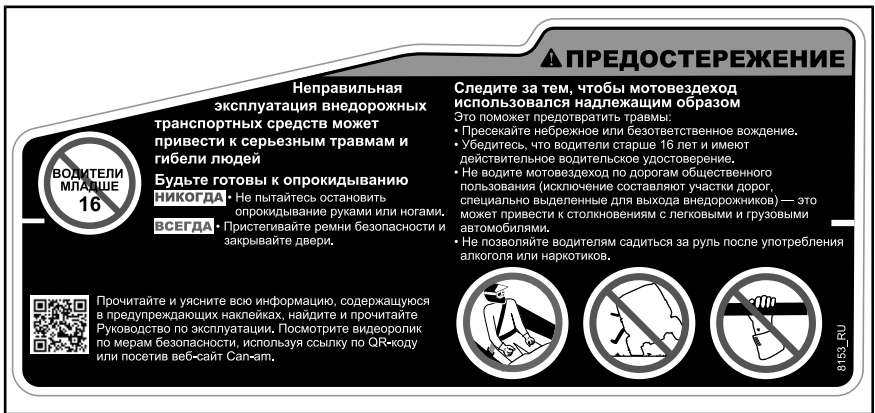 ПРЕДОСТЕРЕЖЕНИЕ
ВОДИТЕЛИ
МЛАДШЕ
16
Неправильная
эксплуатация внедорожных
транспортных средств может
привести к серьезным травмам и
гибели людей
Будьте готовы к опрокидыванию
НИКОГДА • Не пытайтесь остановить
опрокидывание руками или ногами.
ВСЕГДА • Пристегивайте ремни безопасности и
закрывайте двери.
Прочитайте и уясните всю информацию, содержащуюся
в предупреждающих наклейках, найдите и прочитайте
Руководство по эксплуатации. Посмотрите видеоролик
по мерам безопасности, используя ссылку по QR-коду
или посетив веб-сайт Can-am.
Следите за тем, чтобы мотовездеход
использовался надлежащим образом
Это поможет предотвратить травмы:
• Пресекайте небрежное или безответственное вождение.
• Убедитесь, что водители старше 16 лет и имеют
действительное водительское удостоверение.
• Не водите мотовездеход по дорогам общественного
пользования (исключение составляют участки дорог,
специально выделенные для выхода внедорожников) — это
может привести к столкновениям с легковыми и грузовыми
автомобилями.
• Не позволяйте водителям садиться за руль после употребления
алкоголя или наркотиков.
8153_RU